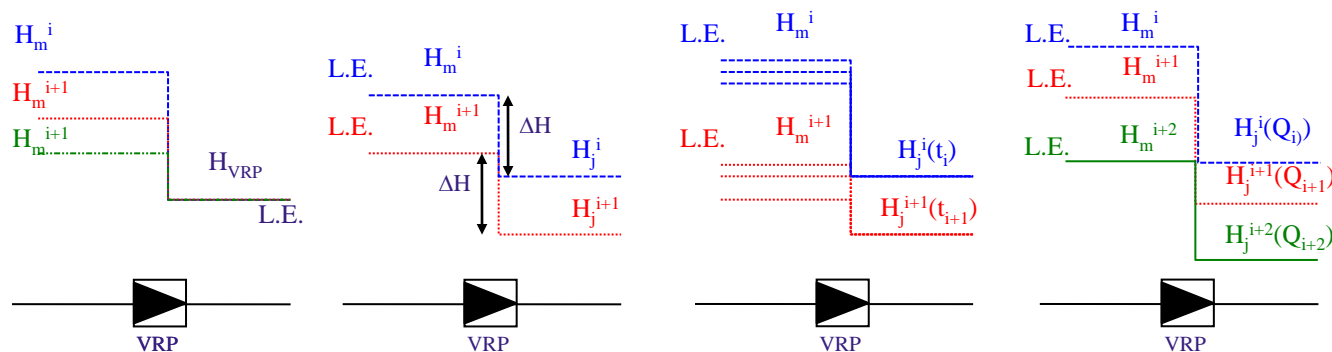 H_m^i
H_m^{i+1}
H_m^{i+1}
H_VRP
L.E.
VRP
L.E.
H_m^i
L.E.
H_m^{i+1}
ΔH
ΔH
H_j^i
H_j^{i+1}
VRP
L.E.
H_m^i
L.E.
H_m^{i+1}
H_j^i(t_i)
H_j^{i+1}(t_{i+1})
VRP
L.E.
H_m^i
L.E.
H_m^{i+1}
L.E.
H_m^{i+2}
H_j^i(Q_i)
H_j^{i+1}(Q_{i+1})
H_j^{i+2}(Q_{i+2})
VRP